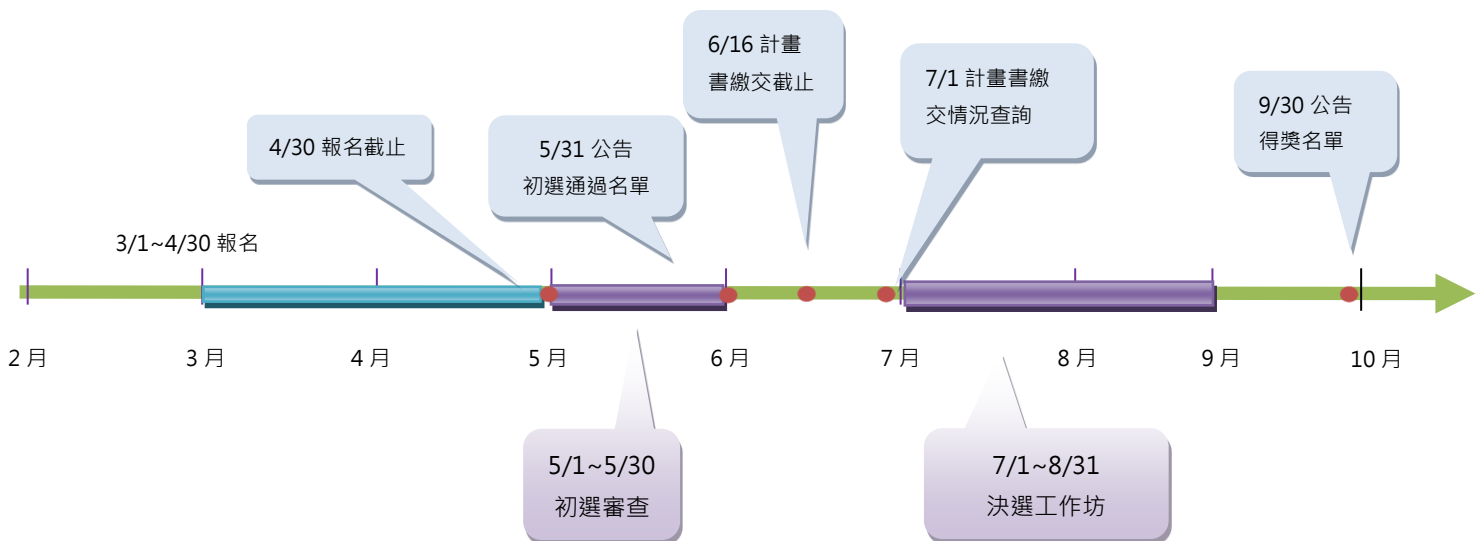 6/16 計畫
書繳交截止
7/1 計畫書繳
交情況查詢
9/30 公告
得獎名單
4/30 報名截止
5/31 公告
初選通過名單
3/1~4/30 報名
2 月
3 月
4 月
5 月
6 月
7 月
8 月
9 月
10 月
5/1~5/30
初選審查
7/1~8/31
決選工作坊